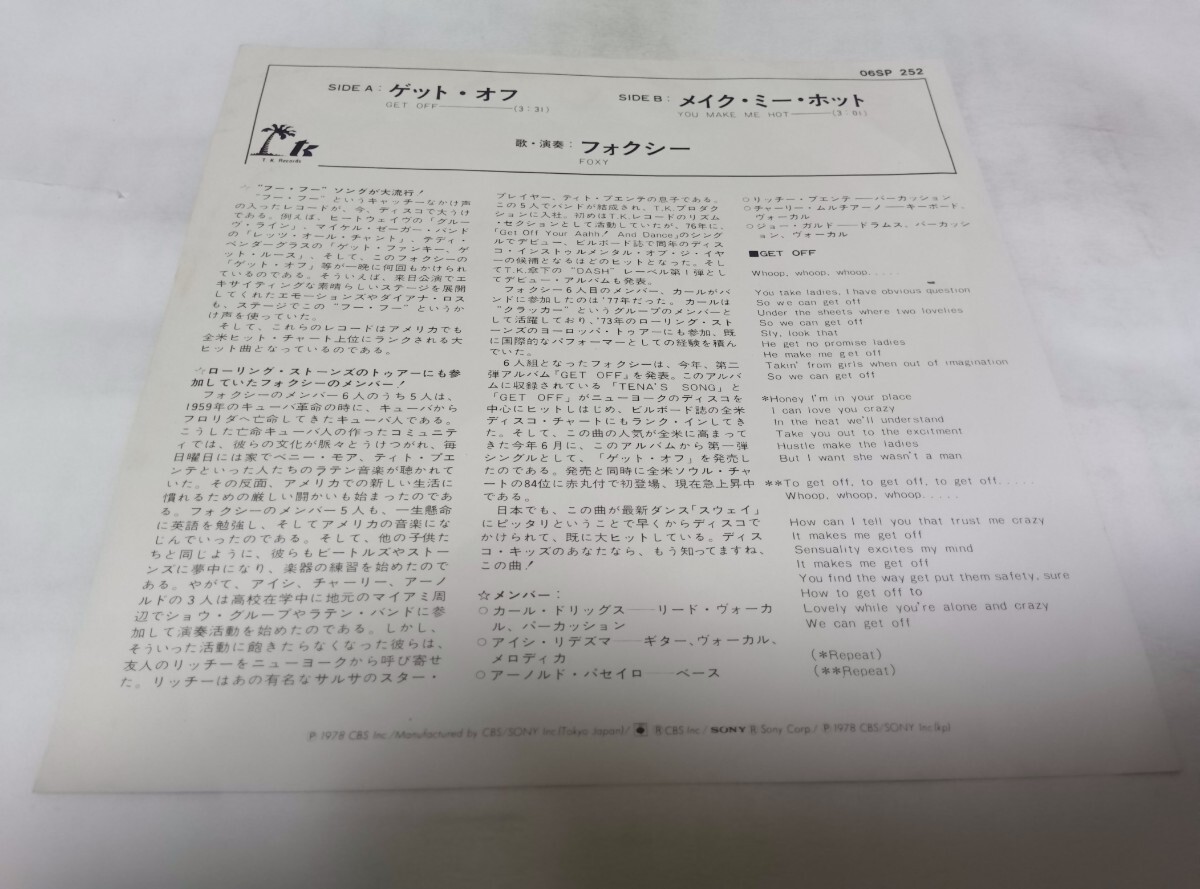 06SP 252
SIDE A : ゲット・オフ
GET OFF————(3:31)
SIDE B : メイク・ミー・ホット
YOU MAKE ME HOT————(3:01)
歌・演奏 : フォクシー
FOXY
T. K. Records
☆“フー・フー”ソングが大流行!
“フー・フー”というキャッチーなかけ声
の入ったレコードが、今、ディスコで大うけ
である。例えば、ヒートウェイヴの「グルー
ヴ・ライン」、マイケル・ゼーガー・バンド
の「レッツ・オール・チャント」、テディ・
ペンダーグラスの「ゲット・ファンキー、ゲ
ット・ルース」、そして、このフォクシーの
「ゲット・オフ」等が一晩に何回もかけられ
ているのである。そういえば、来日公演でエ
キサイティングな素晴らしいステージを展開
してくれたエモーションズやダイアナ・ロス
も、ステージでこの“フー・フー”というか
け声を使っていた。
そして、これらのレコードはアメリカでも
全米ヒット・チャート上位にランクされる大
ヒット曲となっているのである。
☆ローリング・ストーンズのトゥアーにも参
加していたフォクシーのメンバー!
フォクシーのメンバー6人のうち5人は、
1959年のキューバ革命の時に、キューバから
フロリダへ亡命してきたキューバ人である。
こうした亡命キューバ人の作ったコミュニテ
ィでは、彼らの文化が脈々とうけつがれ、毎
日曜日には家でベニー・モア、ティト・プエ
ンテといった人たちのラテン音楽が聴かれて
いた。その反面、アメリカでの新しい生活に
慣れるための厳しい闘かいも始まったのであ
る。フォクシーのメンバー5人も、一生懸命
に英語を勉強し、そしてアメリカの音楽にな
じんでいったのである。そして、他の子供た
ちと同じように、彼らもビートルズやストー
ンズに夢中になり、楽器の練習を始めたので
ある。やがて、アイシ、チャーリー、アーノ
ルドの3人は高校在学中に地元のマイアミ周
辺でショウ・グループやラテン・バンドに参
加して演奏活動を始めたのである。しかし、
そういった活動に飽きたらなくなった彼らは、
友人のリッチーをニューヨークから呼び寄せ
た。リッチーはあの有名なサルサのスター・
プレイヤー、ティト・プエンテの息子である。
この5人でバンドが結成され、T.K.プロダク
ションに入社。初めはT.K.レコードのリズム
・セクションとして活動していたが、76年に、
「Get Off Your Aahh! And Dance」のシング
ルでデビュー、ビルボード誌で同年のディス
コ・インストゥルメンタル・オブ・ジ・イヤ
ーの候補となるほどのヒットとなった。そし
てT.K.傘下の“DASH”レーベル第1弾とし
てデビュー・アルバムも発表。
フォクシー6人目のメンバー、カールがバ
ンドに参加したのは'77年だった。カールは
“クラッカー”というグループのメンバーと
して活躍しており、'73年のローリング・スト
ーンズのヨーロッパ・トゥアーにも参加、既
に国際的なパフォーマーとしての経験を積ん
でいた。
6人組となったフォクシーは、今年、第二
弾アルバム「GET OFF」を発表。このアルバ
ムに収録されている「TENA'S SONG」と
「GET OFF」がニューヨークのディスコを
中心にヒットしはじめ、ビルボード誌の全米
ディスコ・チャートにもランク・インしてき
た。そして、この曲の人気が全米に高まって
きた今年6月に、このアルバムから第一弾
シングルとして、「ゲット・オフ」を発売し
たのである。発売と同時に全米ソウル・チャ
ートの84位に赤丸付で初登場、現在急上昇中
である。
日本でも、この曲が最新ダンス「スウェイ」
にピッタリということで早くからディスコで
かけられて、既に大ヒットしている。ディス
コ・キッズのあなたなら、もう知ってますね、
この曲!
☆メンバー:
○カール・ドリッグス——リード・ヴォーカ
ル、パーカッション
○アイシ・リデズマ——ギター、ヴォーカル、
メロディカ
○アーノルド・パセイロ——ベース
○リッチー・プエンテ——パーカッション
○チャーリー・ムルチアーノ——キーボード、
ヴォーカル
○ジョー・ガルド——ドラムス、パーカッシ
ョン、ヴォーカル
■GET OFF
Whoop, whoop, whoop....
You take ladies, I have obvious question
So we can get off
Under the sheets where two lovelies
So we can get off
Sly, look that
He get no promise ladies
He make me get off
Takin' from girls when out of imagination
So we can get off
*Honey I'm in your place
I can love you crazy
In the heat we'll understand
Take you out to the excitment
Hustle make the ladies
But I want she wasn't a man
**To get off, to get off, to get off.....
Whoop, whoop, whoop.....
How can I tell you that trust me crazy
It makes me get off
Sensuality excites my mind
It makes me get off
You find the way get put them safety, sure
How to get off to
Lovely while you're alone and crazy
We can get off
(*Repeat)
(**Repeat)
℗1978 CBS Inc./Manufactured by CBS/SONY Inc.(Tokyo Japan)/ ® CBS Inc./ SONY ® Sony Corp./ ℗1978 CBS/SONY Inc.(kp)